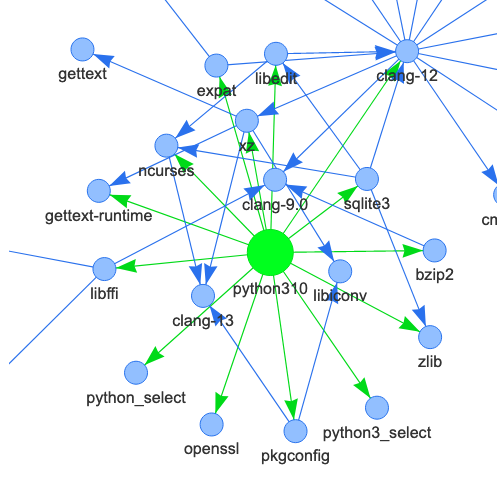 gettext
expat
libedit
clang-12
xz
ncurses
clang-9.0
sqlite3
gettext-runtime
cm
bzip2
libffi
python310
libiconv
clang-13
zlib
python_select
python3_select
openssl
pkgconfig